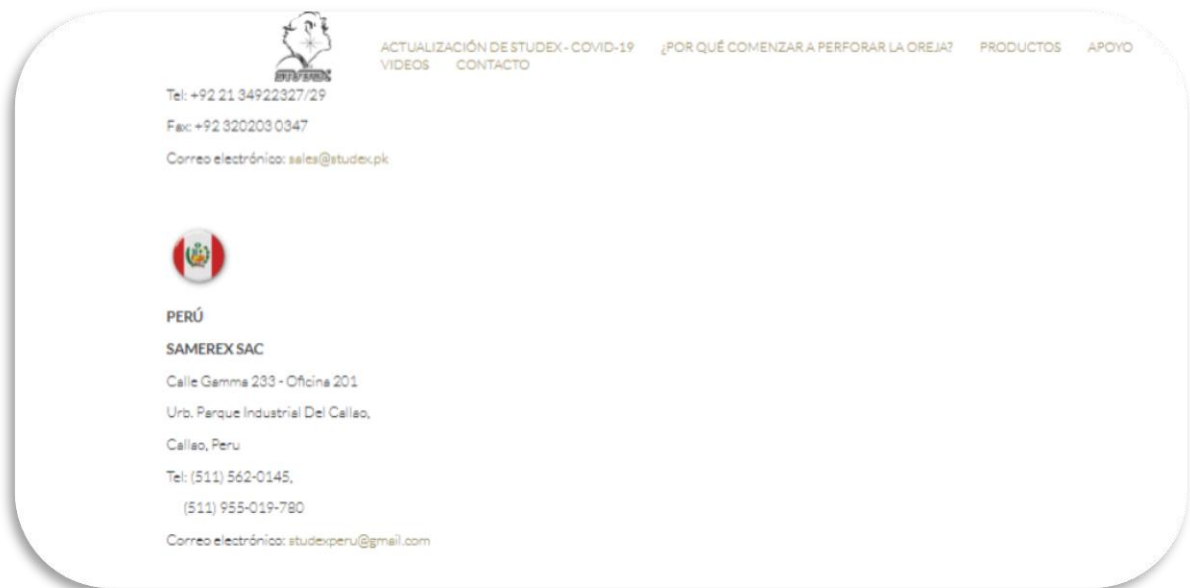 STUDEX
ACTUALIZACIÓN DE STUDEX - COVID-19 ¿POR QUÉ COMENZAR A PERFORAR LA OREJA? PRODUCTOS APOYO
VIDEOS CONTACTO
Tel: +92 21 34922327/29
Fax: +92 320203 0347
Correo electrónico: sales@studex.pk
PERÚ
SAMEREX SAC
Calle Gamma 233 - Oficina 201
Urb. Parque Industrial Del Callao,
Callao, Peru
Tel: (511) 562-0145,
(511) 955-019-780
Correo electrónico: studexperu@gmail.com